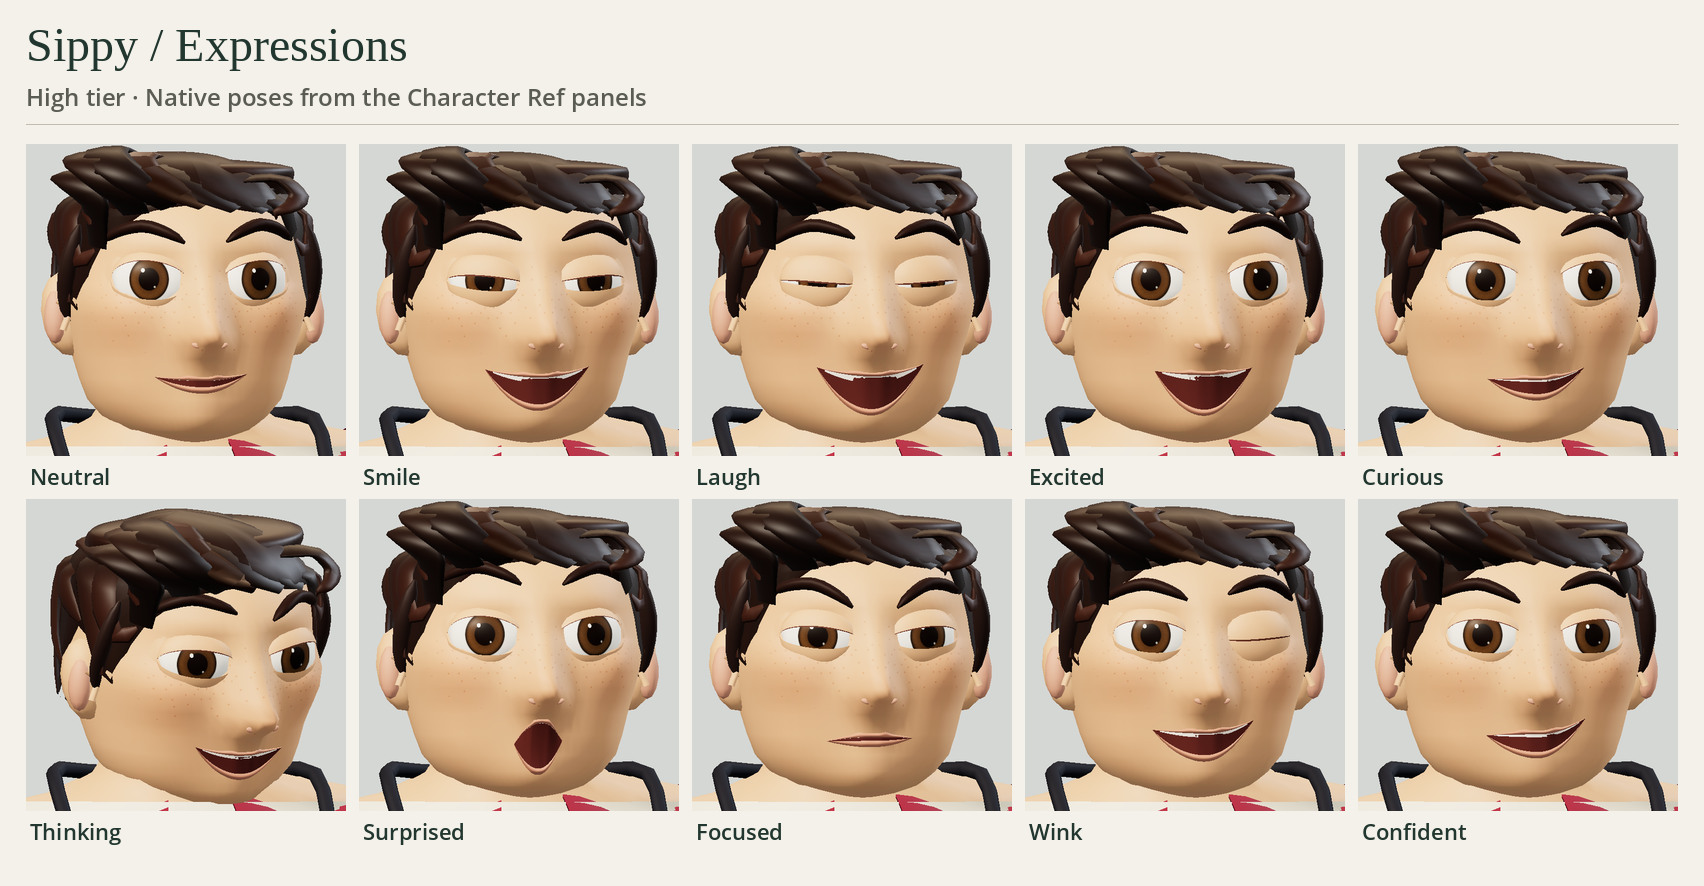 Sippy / Expressions
High tier · Native poses from the Character Ref panels
Neutral
Smile
Laugh
Excited
Curious
Thinking
Surprised
Focused
Wink
Confident